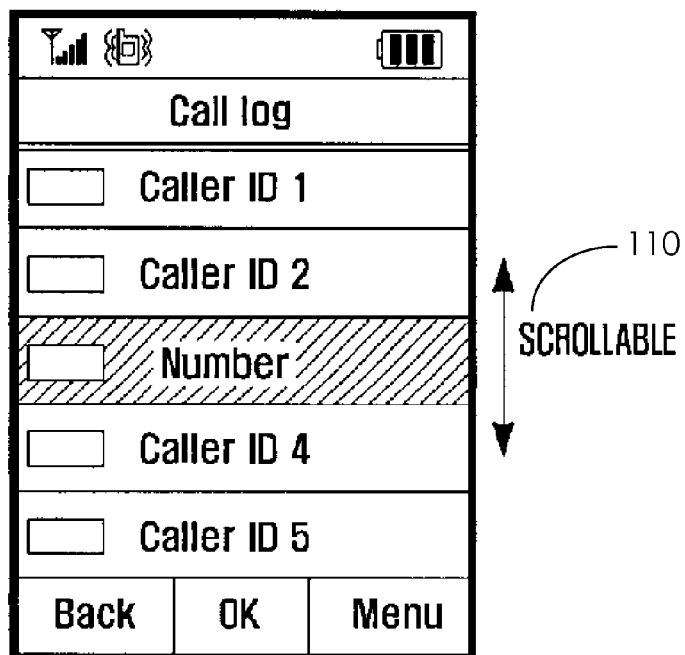 Call log
Caller ID 1
Caller ID 2
110
SCROLLABLE
Number
Caller ID 4
Caller ID 5
Back OK Menu